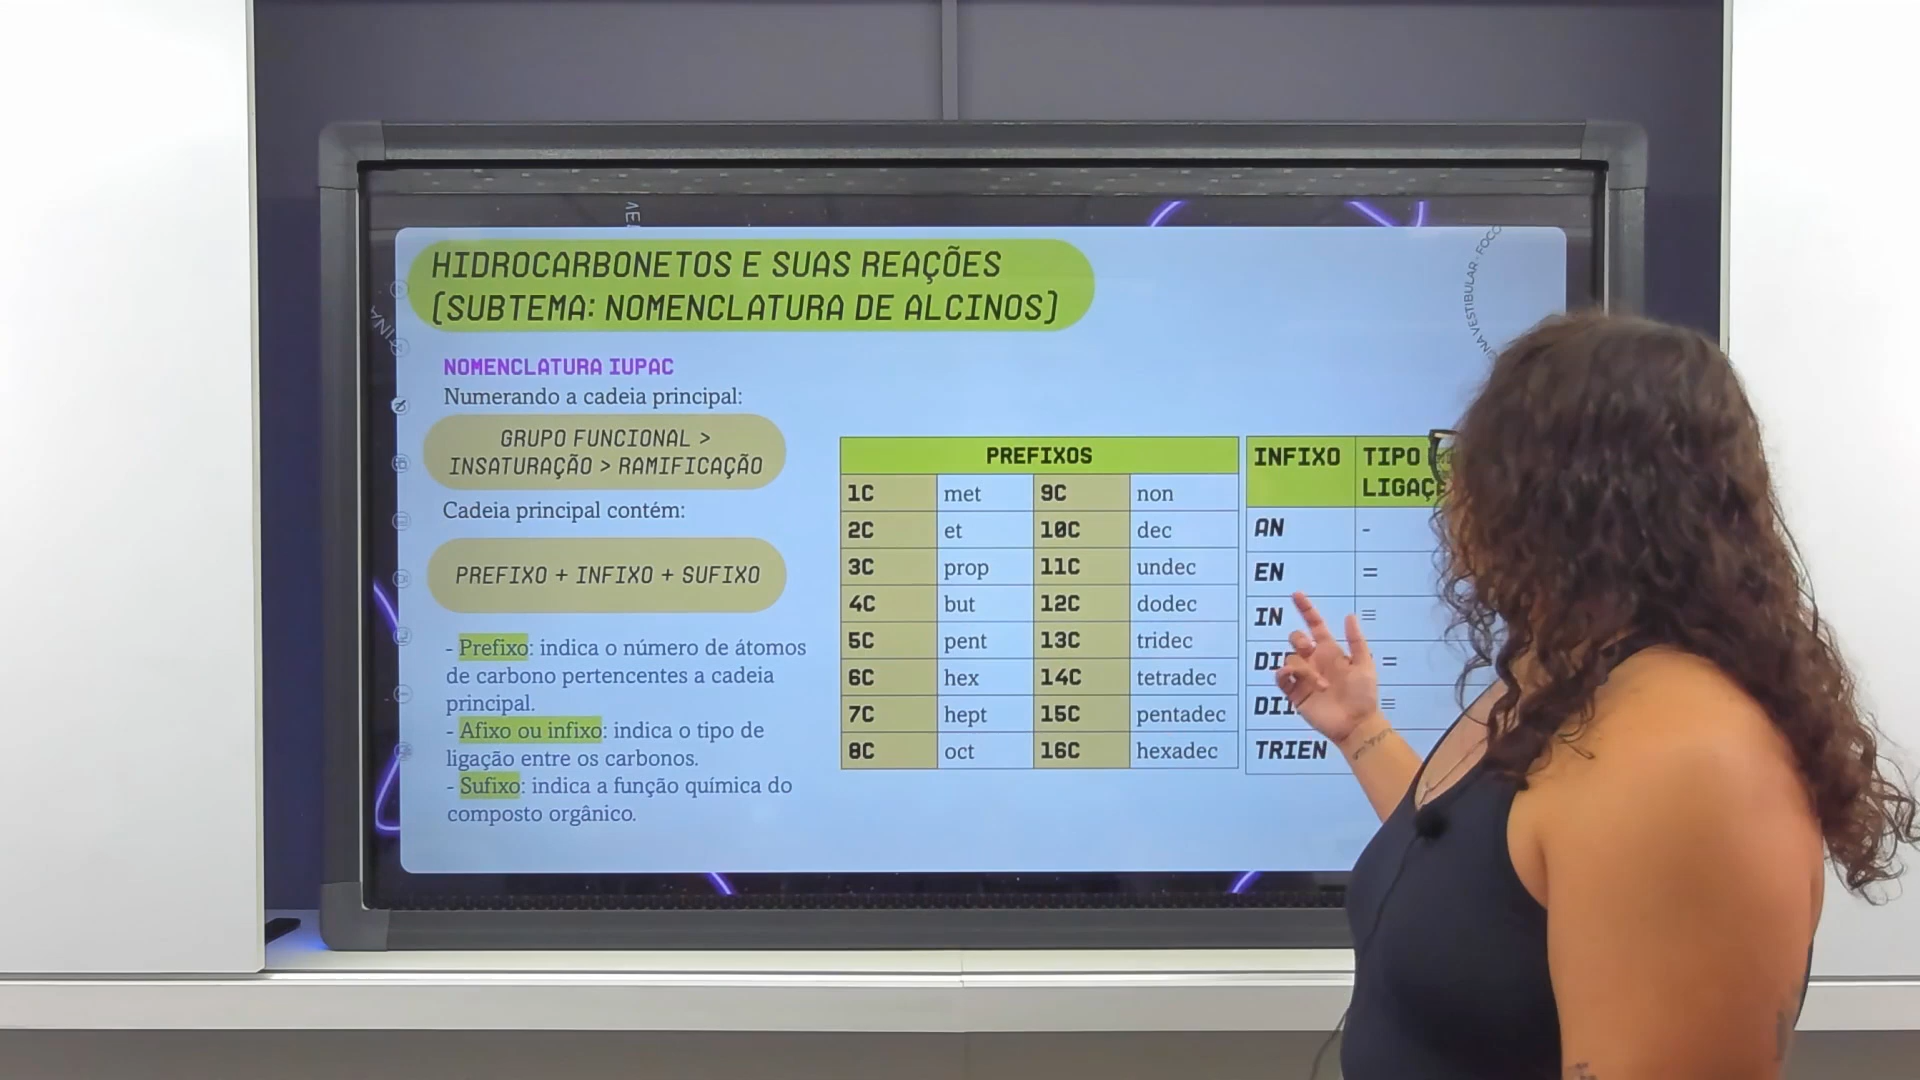 HIDROCARBONETOS E SUAS REAÇÕES
(SUBTEMA: NOMENCLATURA DE ALCINOS)
NOMENCLATURA IUPAC
Numerando a cadeia principal:
GRUPO FUNCIONAL >
INSATURAÇÃO > RAMIFICAÇÃO
Cadeia principal contém:
PREFIXO + INFIXO + SUFIXO
- Prefixo: indica o número de átomos
de carbono pertencentes a cadeia
principal.
- Afixo ou infixo: indica o tipo de
ligação entre os carbonos.
- Sufixo: indica a função química do
composto orgânico.
PREFIXOS
1C met 9C non
2C et 10C dec
3C prop 11C undec
4C but 12C dodec
5C pent 13C tridec
6C hex 14C tetradec
7C hept 15C pentadec
8C oct 16C hexadec
INFIXO TIPO
AN -
EN =
IN ≡
=
≡
TRIEN
VESTIBULAR - FOCO